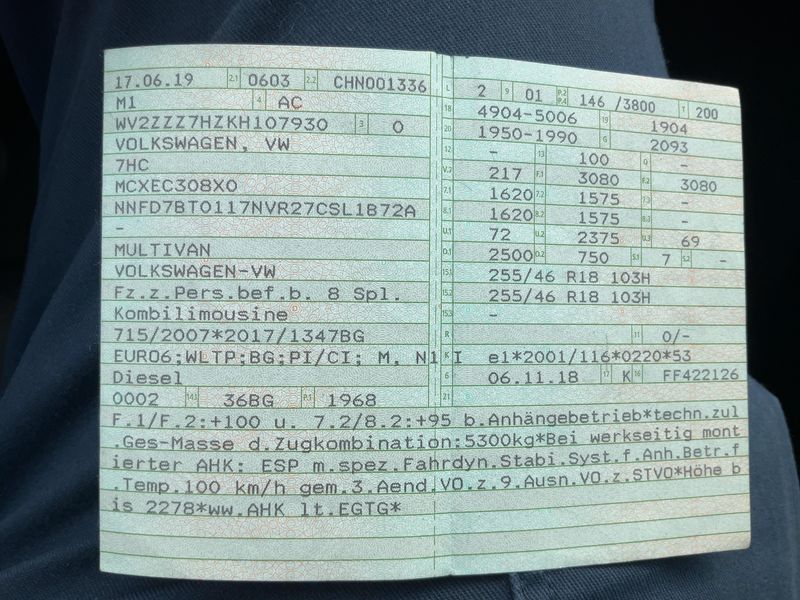 17.06.19 2.1 0603 2.2 CHN001336
M1 4 AC
WV2ZZZ7HZKH107930 3 0
VOLKSWAGEN, VW
7HC
MCXEC308X0
NNFD7BT0117NVR27CSL1B72A
-
MULTIVAN
VOLKSWAGEN-VW
Fz.z.Pers.bef.b. 8 Spl.
Kombilimousine
715/2007*2017/1347BG
EURO6;WLTP;BG;PI/CI; M, N1 I
Diesel
0002 14.1 36BG P.1 1968
L 2 9 01 P.2 P.4 146 /3800 T 200
18 4904-5006 19 1904
20 1950-1990 G 2093
12 - 13 100 Q -
V.7 217 F.1 3080 F.2 3080
7.1 1620 7.2 1575 7.3 -
8.1 1620 8.2 1575 8.3 -
U.1 72 U.2 2375 U.3 69
O.1 2500 O.2 750 S.1 7 S.2 -
15.1 255/46 R18 103H
15.2 255/46 R18 103H
15.3 -
R 11 0/-
K e1*2001/116*0220*53
6 06.11.18 17 K 16 FF422126
21
F.1/F.2:+100 u. 7.2/8.2:+95 b.Anhängebetrieb*techn.zul
.Ges-Masse d.Zugkombination:5300kg*Bei werkseitig mont
ierter AHK: ESP m.spez.Fahrdyn.Stabi.Syst.f.Anh.Betr.f
.Temp.100 km/h gem.3.Aend.VO.z.9.Ausn.VO.z.STVO*Höhe b
is 2278*ww.AHK lt.EGTG*